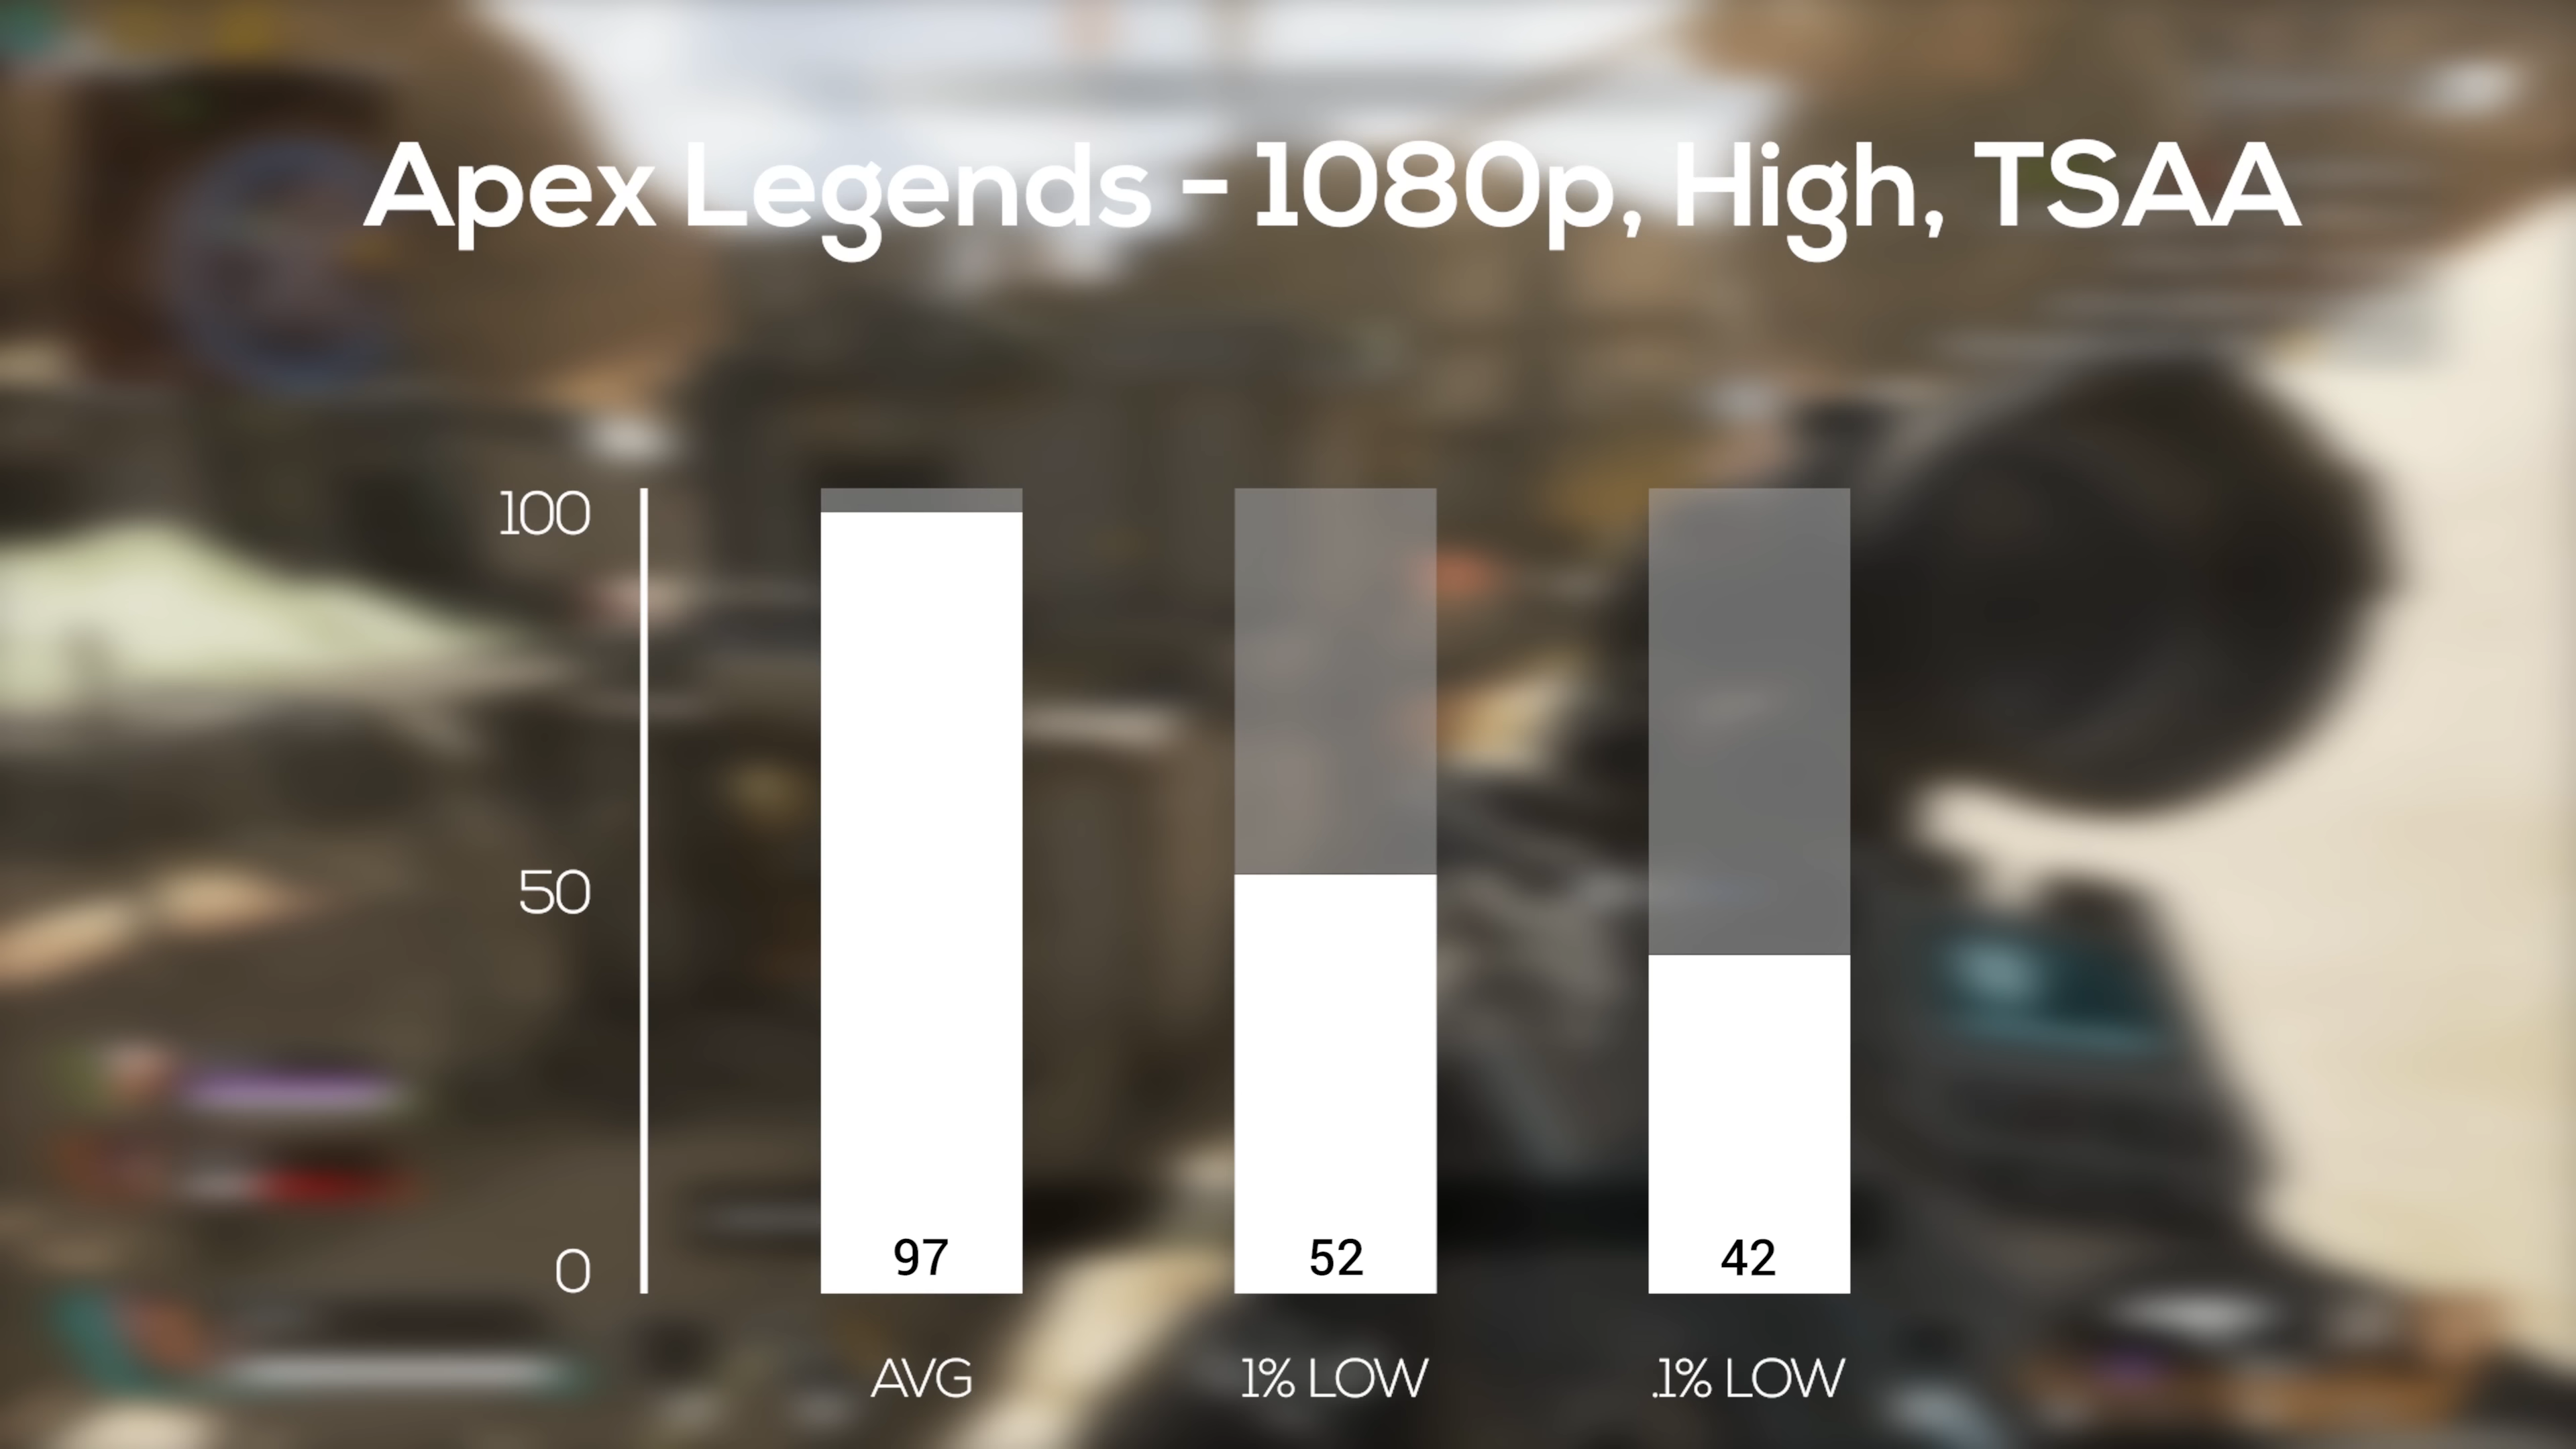 Apex Legends - 1080p, High, TSAA
100
50
0
97
52
42
AVG
1% LOW
.1% LOW